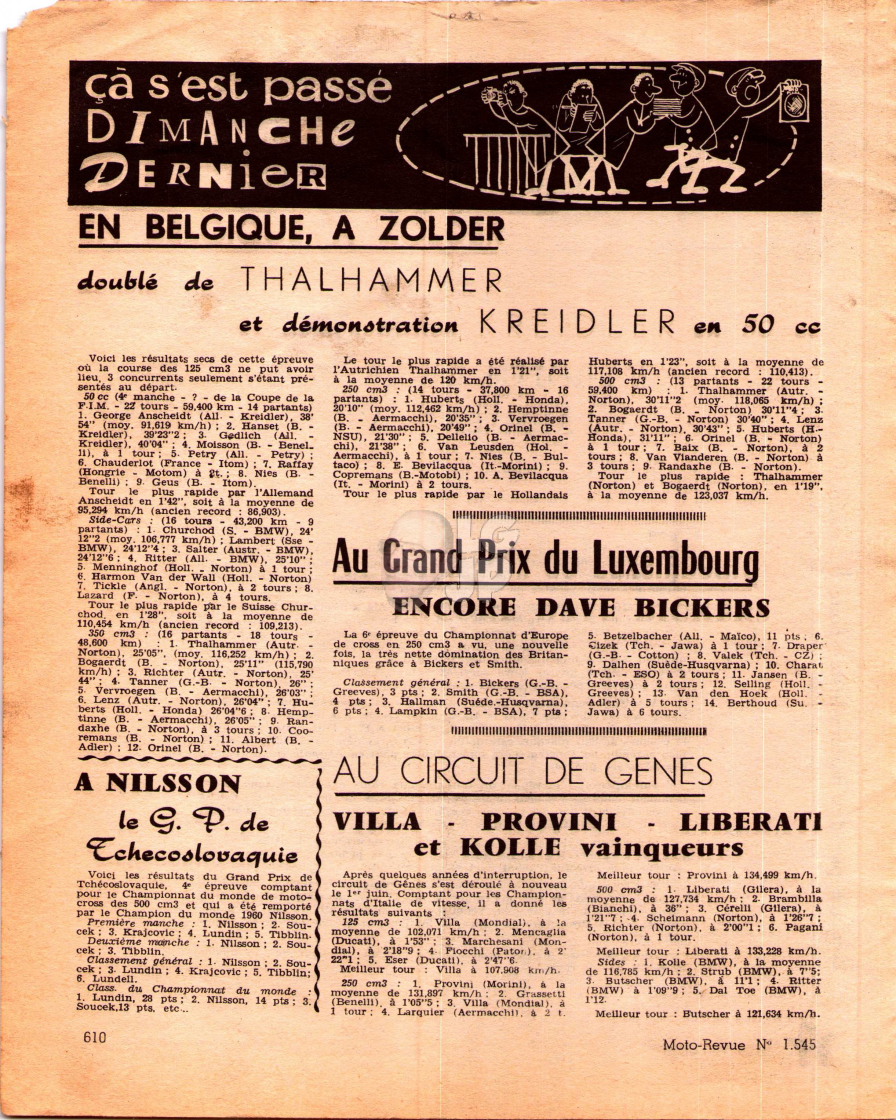 çà s'est passé
DIMANCHE
DERNIER
EN BELGIQUE, A ZOLDER
doublé de THALHAMMER
et démonstration KREIDLER en 50 cc
Voici les résultats secs de cette épreuve
où la course des 125 cm3 ne put avoir
lieu, 3 concurrents seulement s'étant pré-
sentés au départ.
50 cc (4e manche - ? - de la Coupe de la
F.I.M. - 22 tours - 59,400 km - 14 partants)
1. George Anscheidt (All. - Kreidler), 38'
54" (moy. 91,619 km/h) ; 2. Hanset (B. -
Kreidler), 39'23"2 ; 3. Gedlich (All. -
Kreidler), 40'04" ; 4. Moisson (B. - Benel-
li), à 1 tour ; 5. Petry (All. - Petry) ;
6. Chauderlot (France - Itom) ; 7. Raffay
(Hongrie - Motom) à 2t. ; 8. Nies (B. -
Benelli) ; 9. Geus (B. - Itom).
Tour le plus rapide par l'Allemand
Anscheidt en 1'42", soit à la moyenne de
95,294 km/h (ancien record : 86,903).
Side-Cars : (16 tours - 43,200 km - 9
partants) : 1. Churchod (S. - BMW), 24'
12"2 (moy. 106,777 km/h) ; Lambert (Sse -
BMW), 24'12"4 ; 3. Salter (Austr. - BMW),
24'12"6 ; 4. Ritter (All. - BMW), 25'10" ;
5. Menninghof (Holl. - Norton) à 1 tour ;
6. Harmon Van der Wall (Holl. - Norton)
7. Tickle (Angl. - Norton), à 2 tours ; 8.
Lazard (F. - Norton), à 4 tours.
Tour le plus rapide par le Suisse Chur-
chod, en 1'28", soit à la moyenne de
110,454 km/h (ancien record : 109,213).
350 cm3 : (16 partants - 18 tours -
48,600 km) : 1. Thalhammer (Autr. -
Norton), 25'05", (moy. 116,252 km/h) ; 2.
Bogaerdt (B. - Norton), 25'11" (115,790
km/h) ; 3. Richter (Autr. - Norton), 25'
44" ; 4. Tanner (G.-B. - Norton), 26" ;
5. Vervroegen (B. - Aermacchi), 26'03" ;
6. Lenz (Autr. - Norton), 26'04" ; 7. Hu-
berts (Holl. - Honda) 26'04"6 ; 8. Hemp-
tinne (B. - Aermacchi), 26'05" ; 9. Ran-
daxhe (B. - Norton), à 3 tours ; 10. Coo-
remans (B. - Norton) ; 11. Albert (B. -
Adler) ; 12. Orinel (B. - Norton).
Le tour le plus rapide a été réalisé par
l'Autrichien Thalhammer en 1'21", soit
à la moyenne de 120 km/h.
250 cm3 : (14 tours - 37,800 km - 16
partants) : 1. Huberts (Holl. - Honda),
20'10" (moy. 112,462 km/h) ; 2. Hemptinne
(B. - Aermacchi), 20'35" ; 3. Vervroegen
(B. - Aermacchi), 20'49" ; 4. Orinel (B. -
NSU), 21'30" ; 5. Dellelio (B. - Aermac-
chi), 21'38" ; 6. Van Leusden (Hol. -
Aermacchi), à 1 tour ; 7. Nies (B. - Bul-
taco) ; 8. E. Bevilacqua (It.-Morini) ; 9.
Copremans (B.-Motobi) ; 10. A. Bevilacqua
(It. - Morini) à 2 tours.
Tour le plus rapide par le Hollandais
Huberts en 1'23", soit à la moyenne de
117,108 km/h (ancien record : 110,413).
500 cm3 : (13 partants - 22 tours -
59,400 km) : 1. Thalhammer (Autr. -
Norton), 30'11"2 (moy. 118,065 km/h) ;
2. Bogaerdt (B. - Norton) 30'11"4 ; 3.
Tanner (G.-B. - Norton) 30'40" ; 4. Lenz
(Autr. - Norton), 30'43" ; 5. Huberts (H.-
Honda), 31'11" ; 6. Orinel (B. - Norton)
à 1 tour ; 7. Baix (B. - Norton), à 2
tours ; 8. Van Vlanderen (B. - Norton) à
3 tours ; 9. Randaxhe (B. - Norton).
Tour le plus rapide : Thalhammer
(Norton) et Bogaerdt (Norton), en 1'19",
à la moyenne de 123,037 km/h.
Au Grand Prix du Luxembourg
ENCORE DAVE BICKERS
La 6e épreuve du Championnat d'Europe
de cross en 250 cm3 a vu, une nouvelle
fois, la très nette domination des Britan-
niques grâce à Bickers et Smith.
Classement général : 1. Bickers (G.-B. -
Greeves), 3 pts ; 2. Smith (G.-B. - BSA),
4 pts ; 3. Hallman (Suède.-Husqvarna),
6 pts ; 4. Lampkin (G.-B. - BSA), 7 pts ;
5. Betzelbacher (All. - Maïco), 11 pts ; 6.
Cizek (Tch. - Jawa) à 1 tour ; 7. Draper
(G.-B. - Cotton) ; 8. Valek (Tch. - CZ) ;
9. Dalhen (Suède-Husqvarna) ; 10. Charat
(Tch. - ESO) à 2 tours ; 11. Jansen (B. -
Greeves) à 2 tours ; 12. Selling (Holl. -
Greeves) ; 13. Van den Hoek (Holl. -
Adler) à 5 tours ; 14. Berthoud (Su. -
Jawa) à 6 tours.
A NILSSON
le G. P. de
Tchecoslovaquie
Voici les résultats du Grand Prix de
Tchécoslovaquie, 4e épreuve comptant
pour le Championnat du monde de moto-
cross des 500 cm3 et qui a été remporté
par le Champion du monde 1960 Nilsson.
Première manche : 1. Nilsson ; 2. Sou-
cek ; 3. Krajcovic ; 4. Lundin ; 5. Tibblin.
Deuxième manche : 1. Nilsson ; 2. Sou-
cek ; 3. Tibblin.
Classement général : 1. Nilsson ; 2. Sou-
cek ; 3. Lundin ; 4. Krajcovic ; 5. Tiblin;
6. Lundell.
Class. du Championnat du monde :
1. Lundin, 28 pts ; 2. Nilsson, 14 pts ; 3.
Soucek,13 pts, etc...
AU CIRCUIT DE GENES
VILLA - PROVINI - LIBERATI
et KOLLE vainqueurs
Après quelques années d'interruption, le
circuit de Gênes s'est déroulé à nouveau
le 1er juin. Comptant pour les Champion-
nats d'Italie de vitesse, il a donné les
résultats suivants :
125 cm3 : 1. Villa (Mondial), à la
moyenne de 102,071 km/h ; 2. Mencaglia
(Ducati), à 1'53" ; 3. Marchesani (Mon-
dial), à 2'18"9 ; 4. Fiocchi (Paton), à 2'
22"1 ; 5. Eser (Ducati), à 2'47"6.
Meilleur tour : Villa à 107,908 km/h.
250 cm3 : 1. Provini (Morini), à la
moyenne de 131,897 km/h ; 2. Grassetti
(Benelli), à 1'05"5 ; 3. Villa (Mondial), à
1 tour ; 4. Larquier (Aermacchi), à 2 t.
Meilleur tour : Provini à 134,499 km/h.
500 cm3 : 1. Liberati (Gilera), à la
moyenne de 127,734 km/h ; 2. Brambilla
(Bianchi), à 36" ; 3. Cérelli (Gilera), à
1'21"7 ; 4. Scheimann (Norton), à 1'26"7 ;
5. Richter (Norton), à 2'00"1 ; 6. Pagani
(Norton), à 1 tour.
Meilleur tour : Liberati à 133,228 km/h.
Sides : 1. Kolle (BMW), à la moyenne
de 116,785 km/h ; 2. Strub (BMW), à 7"5;
3. Butscher (BMW), à 11'1 ; 4. Ritter
(BMW) à 1'09"9 ; 5. Dal Toe (BMW), à
1'12.
Meilleur tour : Butscher à 121,634 km/h.
610
Moto-Revue N° 1.545